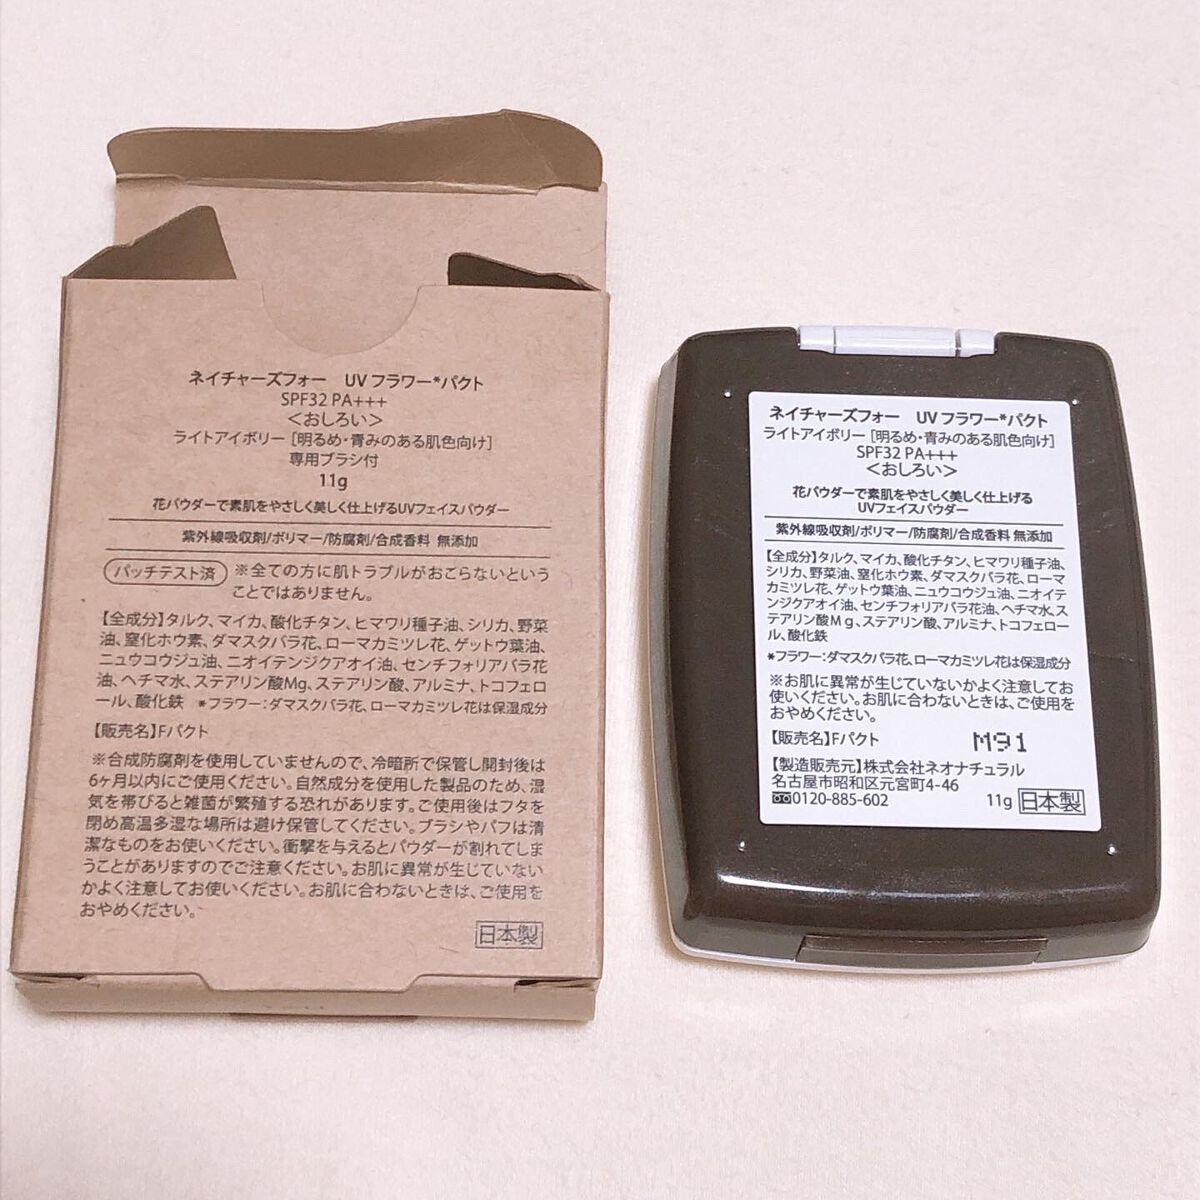 ネイチャーズフォー　UVフラワー*パクト
SPF32 PA+++
＜おしろい＞
ライトアイボリー［明るめ・青みのある肌色向け］
専用ブラシ付
11g
花パウダーで素肌をやさしく美しく仕上げるUVフェイスパウダー
紫外線吸収剤/ポリマー/防腐剤/合成香料 無添加
パッチテスト済 ※全ての方に肌トラブルがおこらないという
ことではありません。
【全成分】タルク、マイカ、酸化チタン、ヒマワリ種子油、シリカ、野菜
油、窒化ホウ素、ダマスクバラ花、ローマカミツレ花、ゲットウ葉油、
ニュウコウジュ油、ニオイテンジクアオイ油、センチフォリアバラ花
油、ヘチマ水、ステアリン酸Mg、ステアリン酸、アルミナ、トコフェロ
ール、酸化鉄　*フラワー：ダマスクバラ花、ローマカミツレ花は保湿成分
【販売名】Fパクト
※合成防腐剤を使用していませんので、冷暗所で保管し開封後は
6ヶ月以内にご使用ください。自然成分を使用した製品のため、湿
気を帯びると雑菌が繁殖する恐れがあります。ご使用後はフタを
閉め高温多湿な場所は避け保管してください。ブラシやパフは清
潔なものをお使いください。衝撃を与えるとパウダーが割れてしま
うことがありますのでご注意ください。お肌に異常が生じていない
かよく注意してお使いください。お肌に合わないときは、ご使用を
おやめください。
日本製
ネイチャーズフォー　UVフラワー*パクト
ライトアイボリー［明るめ・青みのある肌色向け］
SPF32 PA+++
＜おしろい＞
花パウダーで素肌をやさしく美しく仕上げる
UVフェイスパウダー
紫外線吸収剤/ポリマー/防腐剤/合成香料 無添加
【全成分】タルク、マイカ、酸化チタン、ヒマワリ種子油、
シリカ、野菜油、窒化ホウ素、ダマスクバラ花、ローマ
カミツレ花、ゲットウ葉油、ニュウコウジュ油、ニオイテ
ンジクアオイ油、センチフォリアバラ花油、ヘチマ水、ス
テアリン酸Mg、ステアリン酸、アルミナ、トコフェロー
ル、酸化鉄
*フラワー：ダマスクバラ花、ローマカミツレ花は保湿成分
※お肌に異常が生じていないかよく注意してお
使いください。お肌に合わないときは、ご使用を
おやめください。
【販売名】Fパクト M91
【製造販売元】株式会社ネオナチュラル
名古屋市昭和区元宮町4-46
0120-885-602 11g 日本製